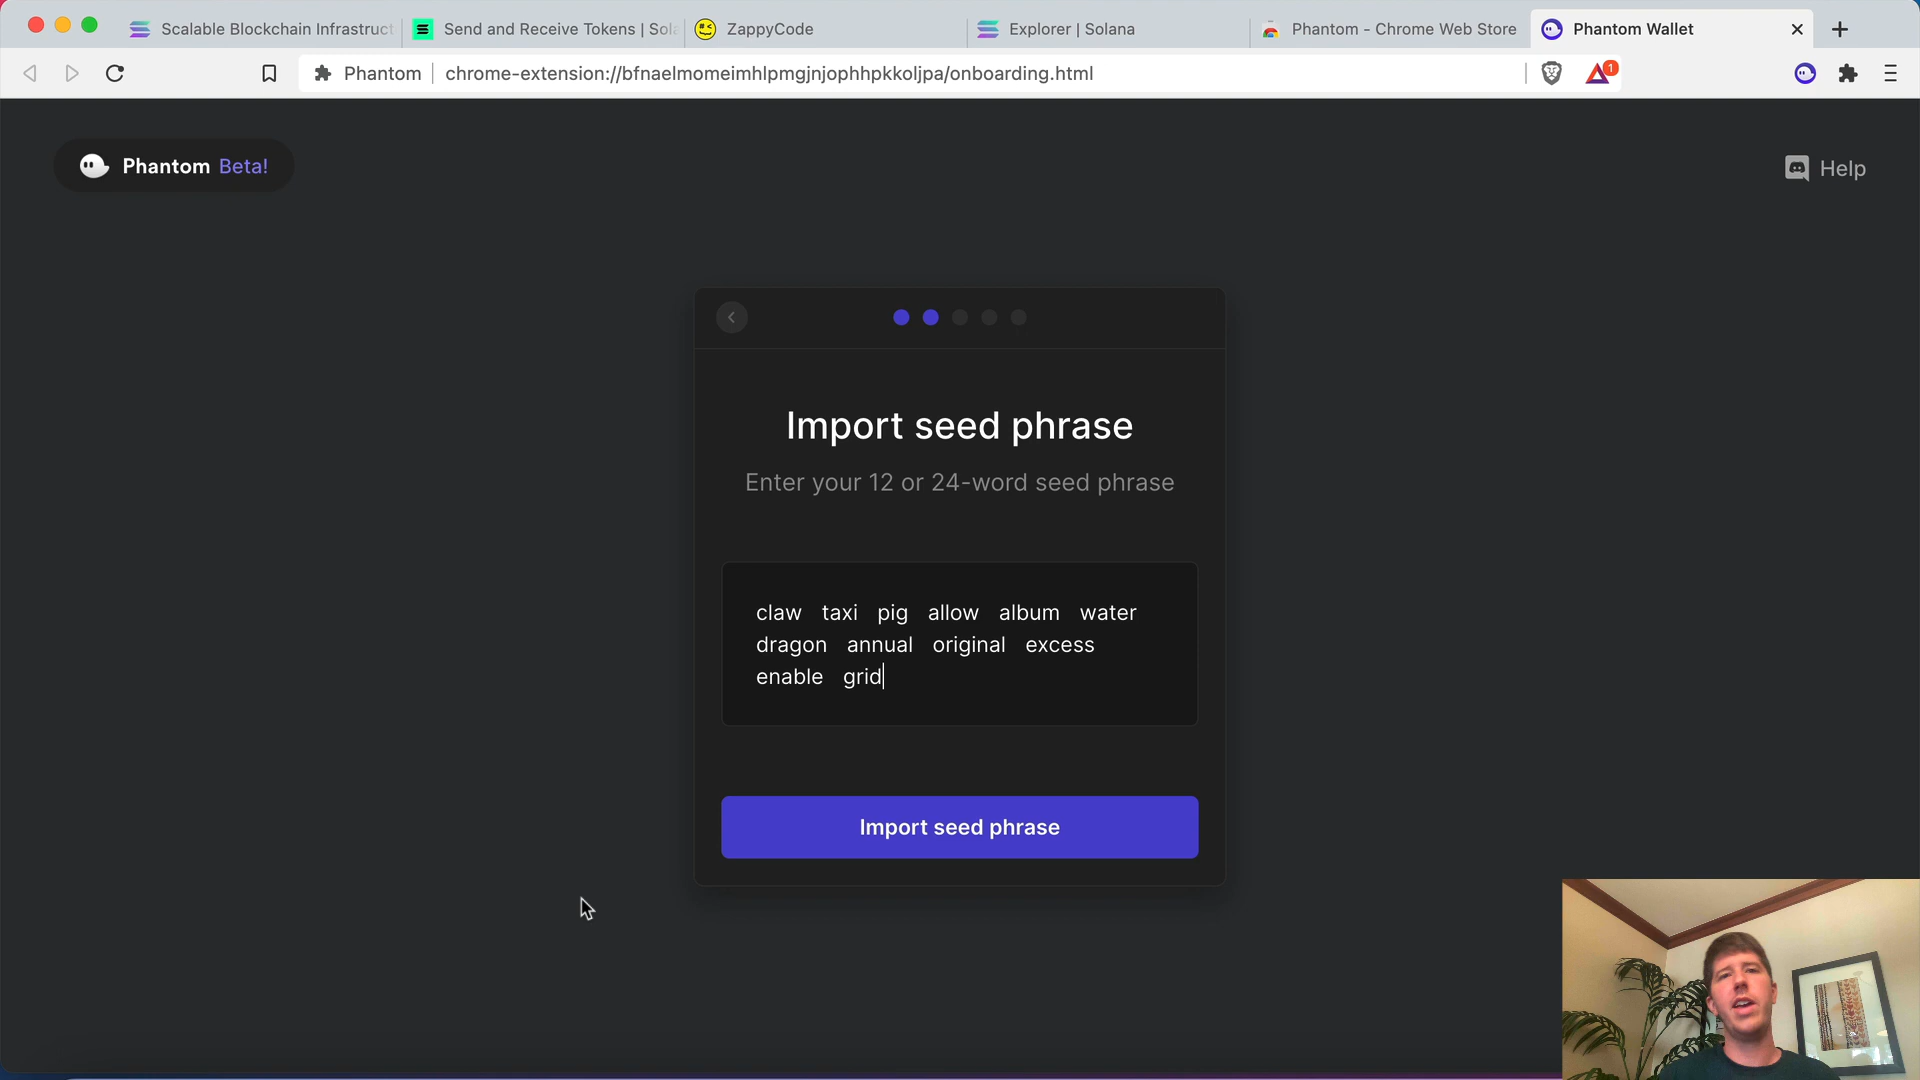 Scalable Blockchain Infrastruct
Send and Receive Tokens | Sola
ZappyCode
Explorer | Solana
Phantom - Chrome Web Store
Phantom Wallet
Phantom
chrome-extension://bfnaelmomeimhlpmgjnjophhpkkoljpa/onboarding.html
1
Phantom Beta!
Help
Import seed phrase
Enter your 12 or 24-word seed phrase
claw taxi pig allow album water
dragon annual original excess
enable grid
Import seed phrase